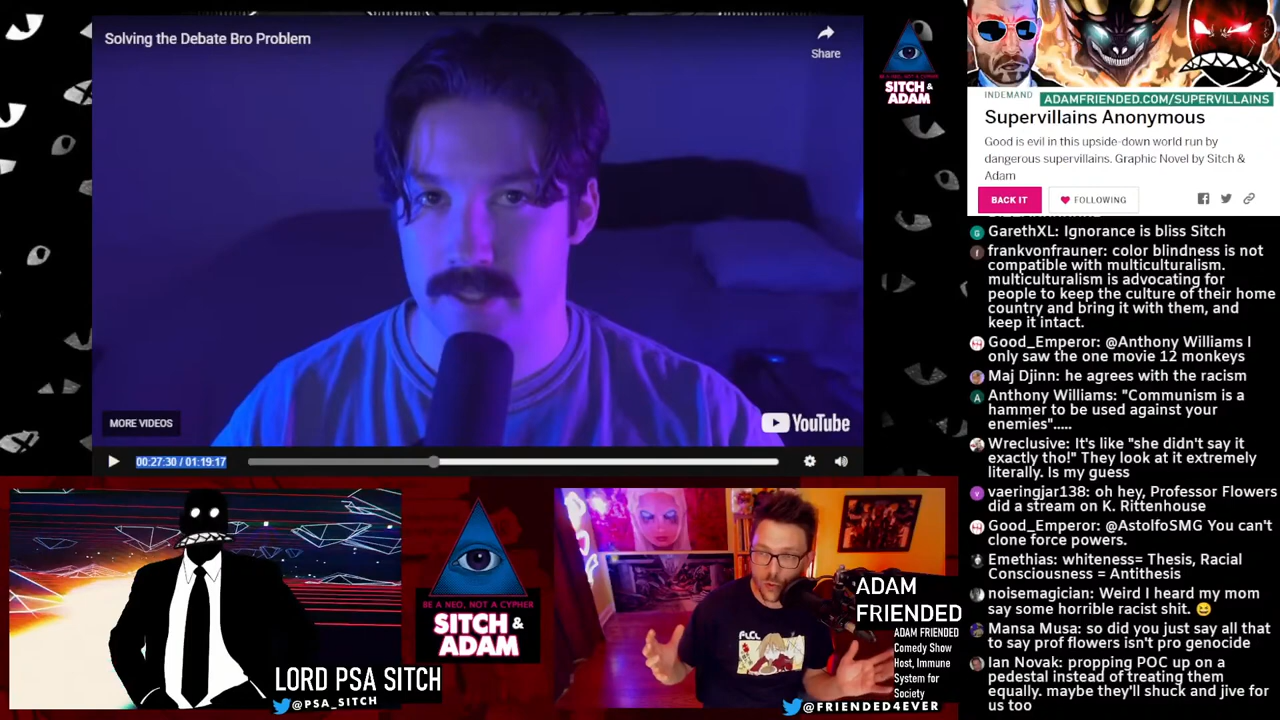 Solving the Debate Bro Problem
Share
BE A NEO, NOT A CYPHER
SITCH &
ADAM
MORE VIDEOS
YouTube
00:27:30 / 01:19:17
INDEMAND
ADAMFRIENDED.COM/SUPERVILLAINS
Supervillains Anonymous
Good is evil in this upside-down world run by
dangerous supervillains. Graphic Novel by Sitch &
Adam
BACK IT
FOLLOWING
GarethXL: Ignorance is bliss Sitch
frankvonfrauner: color blindness is not
compatible with multiculturalism.
multiculturalism is advocating for
people to keep the culture of their home
country and bring it with them, and
keep it intact.
Good_Emperor: @Anthony Williams I
only saw the one movie 12 monkeys
Maj Djinn: he agrees with the racism
Anthony Williams: "Communism is a
hammer to be used against your
enemies".....
Wreclusive: It's like "she didn't say it
exactly tho!" They look at it extremely
literally. Is my guess
vaeringjar138: oh hey, Professor Flowers
did a stream on K. Rittenhouse
Good_Emperor: @AstolfoSMG You can't
clone force powers.
Emethias: whiteness= Thesis, Racial
Consciousness = Antithesis
noisemagician: Weird I heard my mom
say some horrible racist shit. 😆
Mansa Musa: so did you just say all that
to say prof flowers isn't pro genocide
Ian Novak: propping POC up on a
pedestal instead of treating them
equally. maybe they'll shuck and jive for
us too
LORD PSA SITCH
@PSA_SITCH
BE A NEO, NOT A CYPHER
SITCH &
ADAM
FLCL
ADAM
FRIENDED
ADAM FRIENDED
Comedy Show
Host, Immune
System for
Society
@FRIENDED4EVER